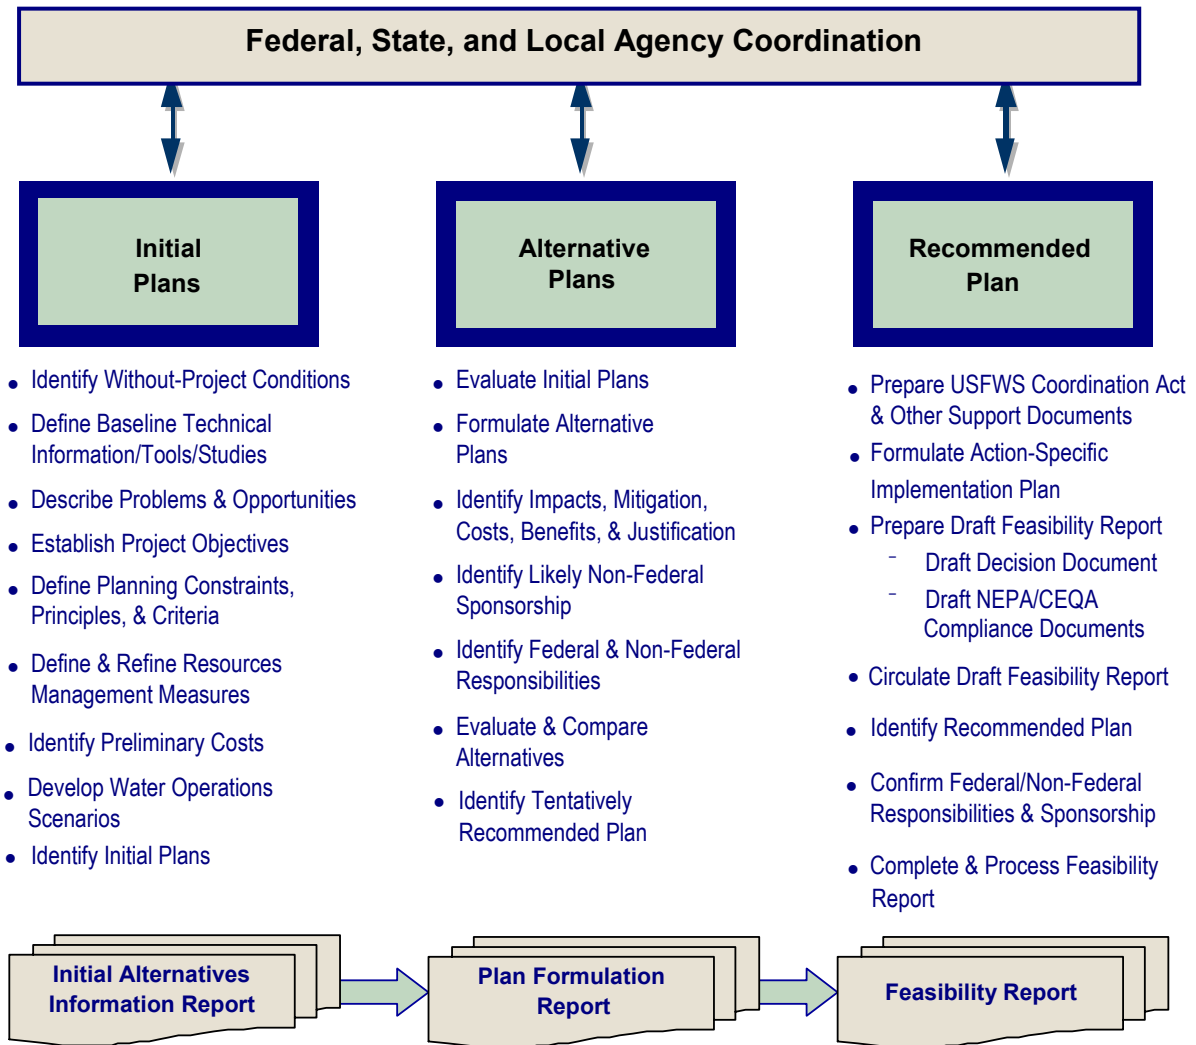 Federal, State, and Local Agency Coordination
Initial
Plans
• Identify Without-Project Conditions
• Define Baseline Technical
Information/Tools/Studies
• Describe Problems & Opportunities
• Establish Project Objectives
• Define Planning Constraints,
Principles, & Criteria
• Define & Refine Resources
Management Measures
• Identify Preliminary Costs
• Develop Water Operations
Scenarios
• Identify Initial Plans
Initial Alternatives
Information Report
Alternative
Plans
• Evaluate Initial Plans
• Formulate Alternative
Plans
• Identify Impacts, Mitigation,
Costs, Benefits, & Justification
• Identify Likely Non-Federal
Sponsorship
• Identify Federal & Non-Federal
Responsibilities
• Evaluate & Compare
Alternatives
• Identify Tentatively
Recommended Plan
Plan Formulation
Report
Recommended
Plan
• Prepare USFWS Coordination Act
& Other Support Documents
• Formulate Action-Specific
Implementation Plan
• Prepare Draft Feasibility Report
– Draft Decision Document
– Draft NEPA/CEQA
Compliance Documents
• Circulate Draft Feasibility Report
• Identify Recommended Plan
• Confirm Federal/Non-Federal
Responsibilities & Sponsorship
• Complete & Process Feasibility
Report
Feasibility Report